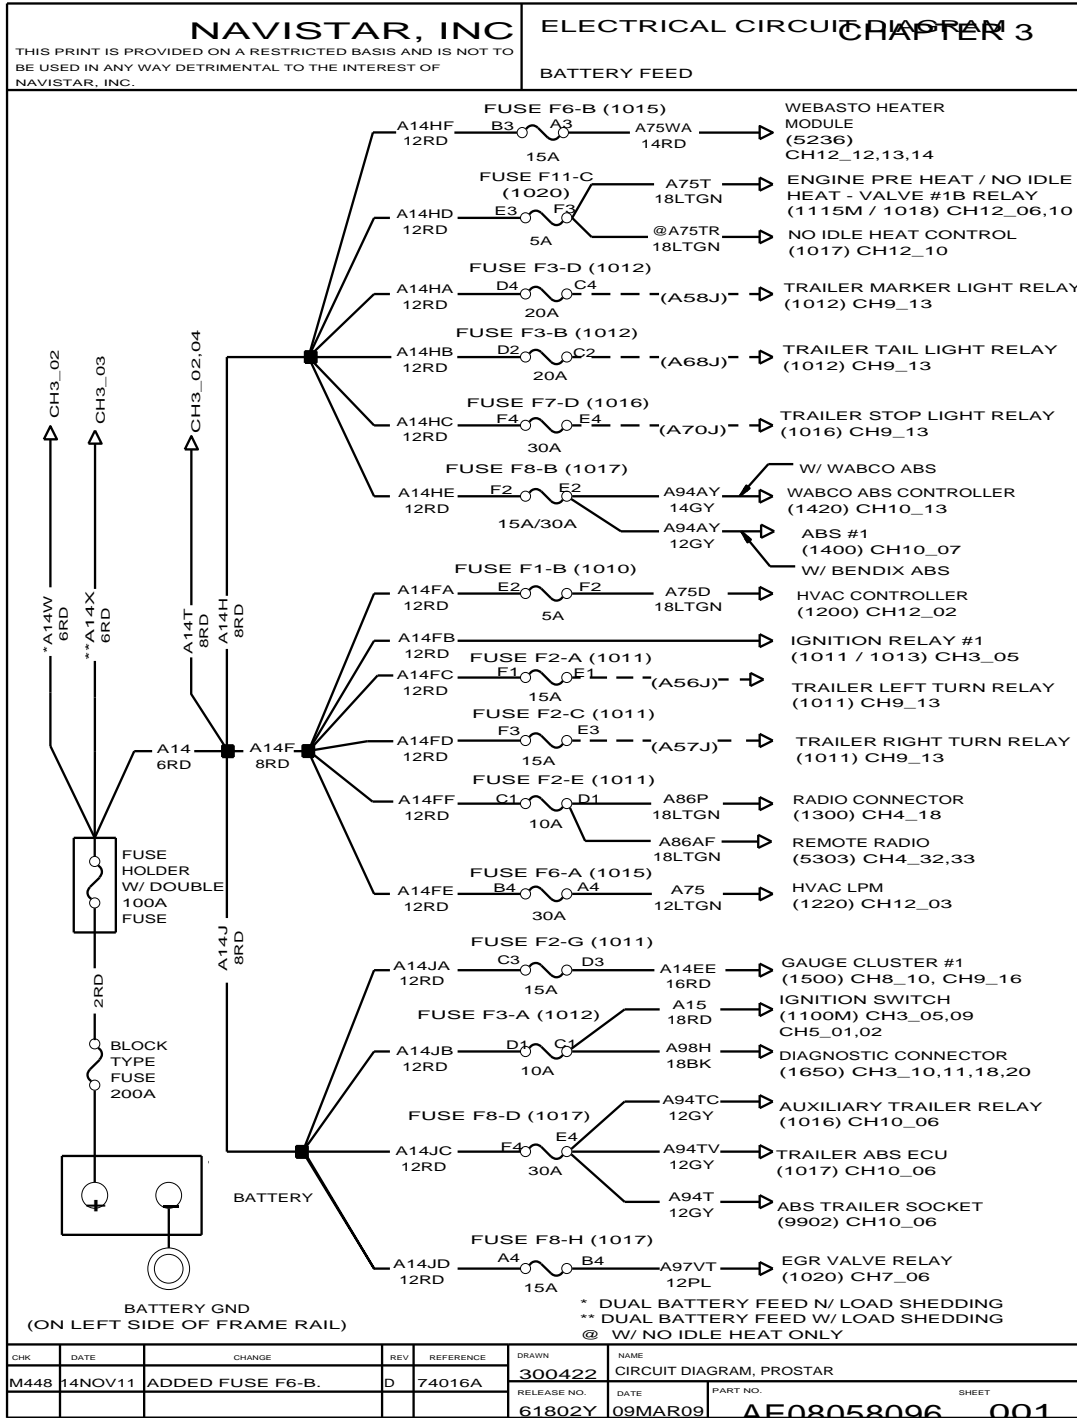 NAVISTAR, INC
THIS PRINT IS PROVIDED ON A RESTRICTED BASIS AND IS NOT TO
BE USED IN ANY WAY DETRIMENTAL TO THE INTEREST OF
NAVISTAR, INC.
ELECTRICAL CIRCUIT DIAGRAM
CHAPTER 3
BATTERY FEED
FUSE F6-B (1015)
A14HF
12RD
B3
A3
15A
A75WA
14RD
WEBASTO HEATER
MODULE
(5236)
CH12_12,13,14
FUSE F11-C
(1020)
A14HD
12RD
E3
F3
5A
A75T
18LTGN
ENGINE PRE HEAT / NO IDLE
HEAT - VALVE #1B RELAY
(1115M / 1018) CH12_06,10
@A75TR
18LTGN
NO IDLE HEAT CONTROL
(1017) CH12_10
FUSE F3-D (1012)
A14HA
12RD
D4
C4
20A
(A58J)
TRAILER MARKER LIGHT RELAY
(1012) CH9_13
FUSE F3-B (1012)
A14HB
12RD
D2
C2
20A
(A68J)
TRAILER TAIL LIGHT RELAY
(1012) CH9_13
FUSE F7-D (1016)
A14HC
12RD
F4
E4
30A
(A70J)
TRAILER STOP LIGHT RELAY
(1016) CH9_13
FUSE F8-B (1017)
A14HE
12RD
F2
E2
15A/30A
A94AY
14GY
W/ WABCO ABS
WABCO ABS CONTROLLER
(1420) CH10_13
A94AY
12GY
ABS #1
(1400) CH10_07
W/ BENDIX ABS
CH3_02
CH3_03
CH3_02,04
*A14W
6RD
**A14X
6RD
A14T
8RD
A14H
8RD
FUSE F1-B (1010)
A14FA
12RD
E2
F2
5A
A75D
18LTGN
HVAC CONTROLLER
(1200) CH12_02
A14FB
12RD
IGNITION RELAY #1
(1011 / 1013) CH3_05
FUSE F2-A (1011)
A14FC
12RD
F1
E1
15A
(A56J)
TRAILER LEFT TURN RELAY
(1011) CH9_13
FUSE F2-C (1011)
A14FD
12RD
F3
E3
15A
(A57J)
TRAILER RIGHT TURN RELAY
(1011) CH9_13
A14
6RD
A14F
8RD
FUSE F2-E (1011)
A14FF
12RD
C1
D1
10A
A86P
18LTGN
RADIO CONNECTOR
(1300) CH4_18
A86AF
18LTGN
REMOTE RADIO
(5303) CH4_32,33
FUSE F6-A (1015)
A14FE
12RD
B4
A4
30A
A75
12LTGN
HVAC LPM
(1220) CH12_03
FUSE
HOLDER
W/ DOUBLE
100A
FUSE
A14J
8RD
2RD
BLOCK
TYPE
FUSE
200A
FUSE F2-G (1011)
A14JA
12RD
C3
D3
15A
A14EE
16RD
GAUGE CLUSTER #1
(1500) CH8_10, CH9_16
FUSE F3-A (1012)
A14JB
12RD
D1
C1
10A
A15
18RD
IGNITION SWITCH
(1100M) CH3_05,09
CH5_01,02
A98H
18BK
DIAGNOSTIC CONNECTOR
(1650) CH3_10,11,18,20
FUSE F8-D (1017)
A14JC
12RD
F4
E4
30A
A94TC
12GY
AUXILIARY TRAILER RELAY
(1016) CH10_06
A94TV
12GY
TRAILER ABS ECU
(1017) CH10_06
A94T
12GY
ABS TRAILER SOCKET
(9902) CH10_06
FUSE F8-H (1017)
A14JD
12RD
A4
B4
15A
A97VT
12PL
EGR VALVE RELAY
(1020) CH7_06
BATTERY
+
BATTERY GND
(ON LEFT SIDE OF FRAME RAIL)
* DUAL BATTERY FEED N/ LOAD SHEDDING
** DUAL BATTERY FEED W/ LOAD SHEDDING
@ W/ NO IDLE HEAT ONLY
CHK DATE CHANGE REV REFERENCE
M448 14NOV11 ADDED FUSE F6-B. D 74016A
DRAWN
300422
NAME
CIRCUIT DIAGRAM, PROSTAR
RELEASE NO.
61802Y
DATE
09MAR09
PART NO.
AE08058096
SHEET
001